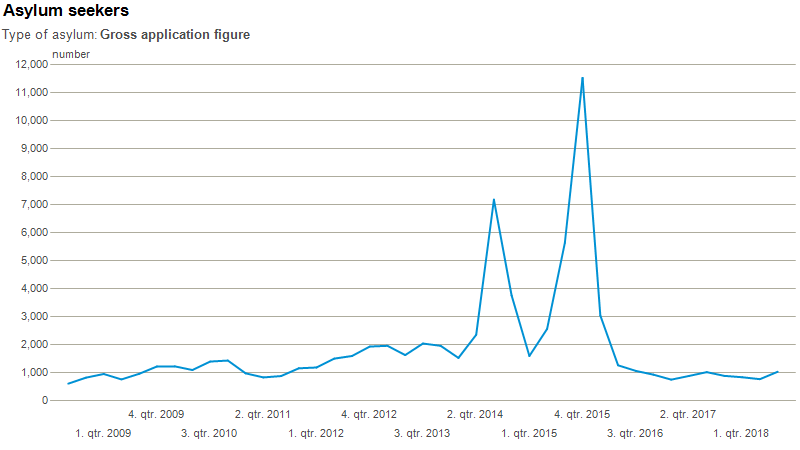 Asylum seekers
Type of asylum: Gross application figure
number
12,000
11,000
10,000
9,000
8,000
7,000
6,000
5,000
4,000
3,000
2,000
1,000
0
4. qtr. 2009 2. qtr. 2011 4. qtr. 2012 2. qtr. 2014 4. qtr. 2015 2. qtr. 2017
1. qtr. 2009 3. qtr. 2010 1. qtr. 2012 3. qtr. 2013 1. qtr. 2015 3. qtr. 2016 1. qtr. 2018